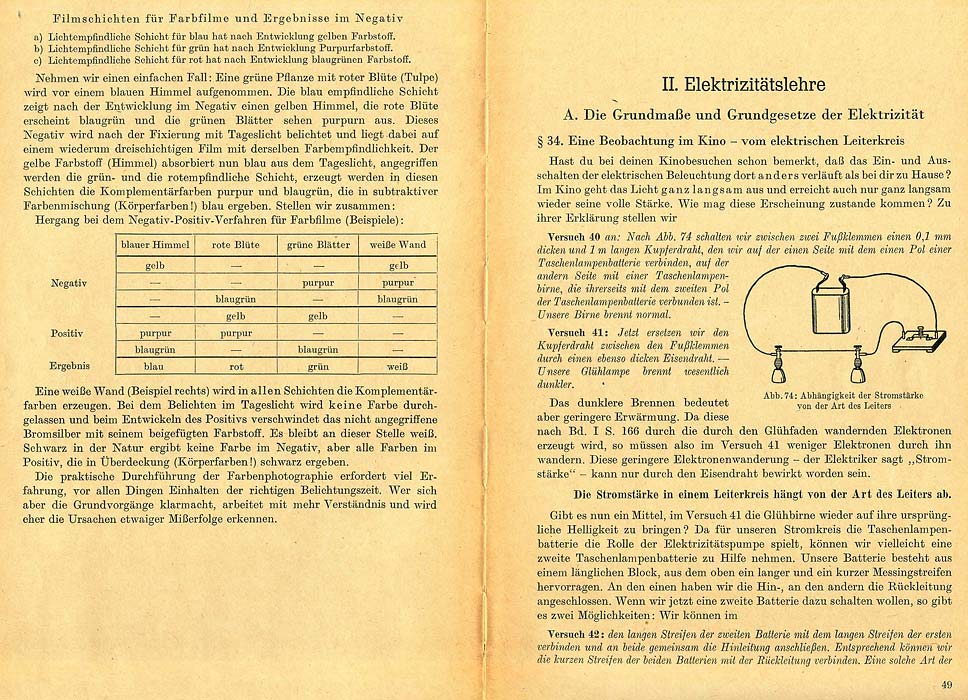 Filmschichten für Farbfilme und Ergebnisse im Negativ
a) Lichtempfindliche Schicht für blau hat nach Entwicklung gelben Farbstoff.
b) Lichtempfindliche Schicht für grün hat nach Entwicklung Purpurfarbstoff.
c) Lichtempfindliche Schicht für rot hat nach Entwicklung blaugrünen Farbstoff.
Nehmen wir einen einfachen Fall: Eine grüne Pflanze mit roter Blüte (Tulpe)
wird vor einem blauen Himmel aufgenommen. Die blau empfindliche Schicht
zeigt nach der Entwicklung im Negativ einen gelben Himmel, die rote Blüte
erscheint blaugrün und die grünen Blätter sehen purpurn aus. Dieses
Negativ wird nach der Fixierung mit Tageslicht belichtet und liegt dabei auf
einem wiederum dreischichtigen Film mit derselben Farbempfindlichkeit. Der
gelbe Farbstoff (Himmel) absorbiert nun blau aus dem Tageslicht, angegriffen
werden die grün- und die rotempfindliche Schicht, erzeugt werden in diesen
Schichten die Komplementärfarben purpur und blaugrün, die in subtraktiver
Farbenmischung (Körperfarben!) blau ergeben. Stellen wir zusammen:
Hergang bei dem Negativ-Positiv-Verfahren für Farbfilme (Beispiele):
blauer Himmel rote Blüte grüne Blätter weiße Wand
gelb — — gelb
Negativ — — purpur purpur
— blaugrün — blaugrün
— gelb gelb —
Positiv purpur purpur — —
blaugrün — blaugrün —
Ergebnis blau rot grün weiß
Eine weiße Wand (Beispiel rechts) wird in allen Schichten die Komplementär-
farben erzeugen. Bei dem Belichten im Tageslicht wird keine Farbe durch-
gelassen und beim Entwickeln des Positivs verschwindet das nicht angegriffene
Bromsilber mit seinem beigefügten Farbstoff. Es bleibt an dieser Stelle weiß.
Schwarz in der Natur ergibt keine Farbe im Negativ, aber alle Farben im
Positiv, die in Überdeckung (Körperfarben!) schwarz ergeben.
Die praktische Durchführung der Farbenphotographie erfordert viel Er-
fahrung, vor allen Dingen Einhalten der richtigen Belichtungszeit. Wer sich
aber die Grundvorgänge klarmacht, arbeitet mit mehr Verständnis und wird
eher die Ursachen etwaiger Mißerfolge erkennen.
II. Elektrizitätslehre
A. Die Grundmaße und Grundgesetze der Elektrizität
§ 34. Eine Beobachtung im Kino – vom elektrischen Leiterkreis
Hast du bei deinen Kinobesuchen schon bemerkt, daß das Ein- und Aus-
schalten der elektrischen Beleuchtung dort anders verläuft als bei dir zu Hause?
Im Kino geht das Licht ganz langsam aus und erreicht auch nur ganz langsam
wieder seine volle Stärke. Wie mag diese Erscheinung zustande kommen? Zu
ihrer Erklärung stellen wir
Versuch 40 an: Nach Abb. 74 schalten wir zwischen zwei Fußklemmen einen 0,1 mm
dicken und 1 m langen Kupferdraht, den wir auf der einen Seite mit dem einen Pol einer
Taschenlampenbatterie verbinden, auf der
andern Seite mit einer Taschenlampen-
birne, die ihrerseits mit dem zweiten Pol
der Taschenlampenbatterie verbunden ist. –
Unsere Birne brennt normal.
Versuch 41: Jetzt ersetzen wir den
Kupferdraht zwischen den Fußklemmen
durch einen ebenso dicken Eisendraht. —
Unsere Glühlampe brennt wesentlich
dunkler.
Abb. 74: Abhängigkeit der Stromstärke
von der Art des Leiters
Das dunklere Brennen bedeutet
aber geringere Erwärmung. Da diese
nach Bd. I S. 166 durch die durch den Glühfaden wandernden Elektronen
erzeugt wird, so müssen also im Versuch 41 weniger Elektronen durch ihn
wandern. Diese geringere Elektronenwanderung – der Elektriker sagt „Strom-
stärke“ – kann nur durch den Eisendraht bewirkt worden sein.
Die Stromstärke in einem Leiterkreis hängt von der Art des Leiters ab.
Gibt es nun ein Mittel, im Versuch 41 die Glühbirne wieder auf ihre ursprüng-
liche Helligkeit zu bringen? Da für unseren Stromkreis die Taschenlampen-
batterie die Rolle der Elektrizitätspumpe spielt, können wir vielleicht eine
zweite Taschenlampenbatterie zu Hilfe nehmen. Unsere Batterie besteht aus
einem länglichen Block, aus dem oben ein langer und ein kurzer Messingstreifen
hervorragen. An den einen haben wir die Hin-, an den andern die Rückleitung
angeschlossen. Wenn wir jetzt eine zweite Batterie dazu schalten wollen, so gibt
es zwei Möglichkeiten: Wir können im
Versuch 42: den langen Streifen der zweiten Batterie mit dem langen Streifen der ersten
verbinden und an beide gemeinsam die Hinleitung anschließen. Entsprechend können wir
die kurzen Streifen der beiden Batterien mit der Rückleitung verbinden. Eine solche Art der
49